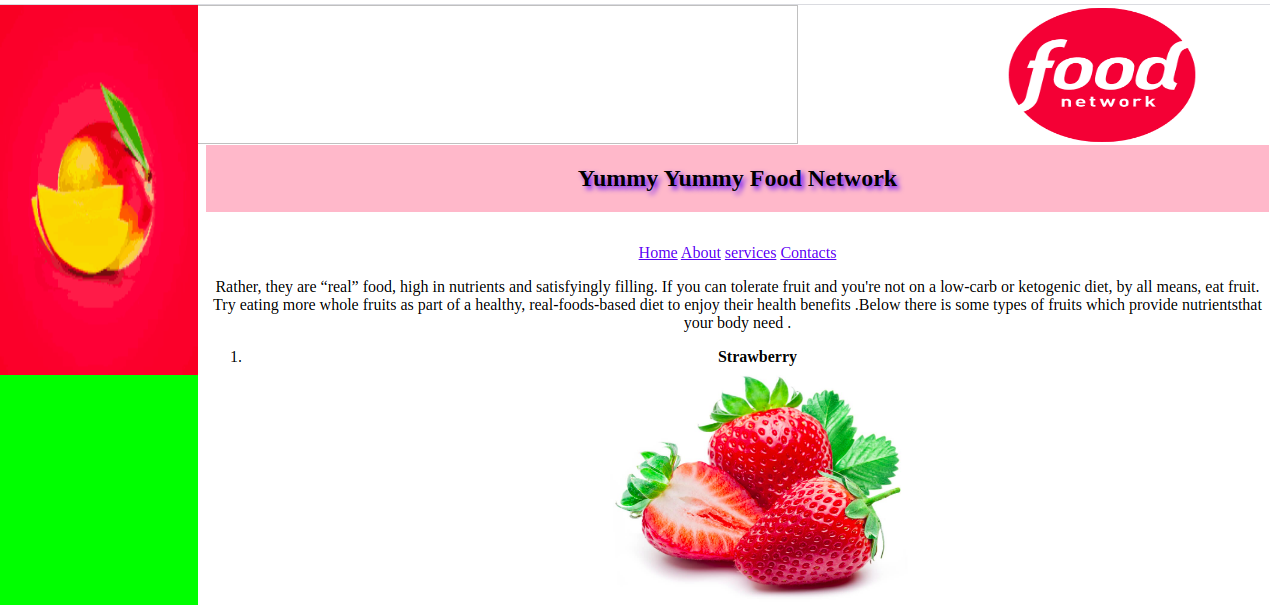 food
network
Yummy Yummy Food Network
Home About services Contacts
Rather, they are “real” food, high in nutrients and satisfyingly filling. If you can tolerate fruit and you're not on a low-carb or ketogenic diet, by all means, eat fruit.
Try eating more whole fruits as part of a healthy, real-foods-based diet to enjoy their health benefits .Below there is some types of fruits which provide nutrientsthat
your body need .
1. Strawberry